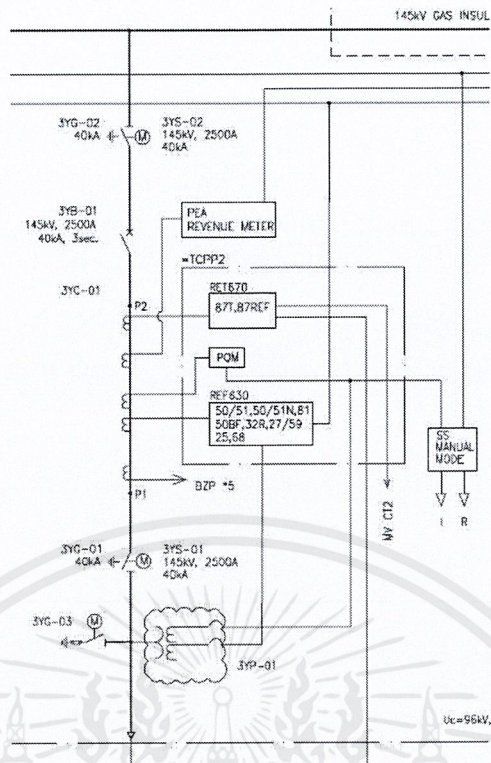 145kV GAS INSUL
3YG-02
40kA
M
3YS-02
145kV, 2500A
40kA
3YB-01
145kV, 2500A
40kA, 3sec.
PEA
REVENUE METER
*TCPP2
3YC-01
P2
RET670
87T,87REF
PQM
REF630
50/51,50/51N,81
50BF,32R,27/59
25,68
SS
MANUAL
MODE
BZP *5
P1
MV CT2
I R
3YG-01
40kA
M
3YS-01
145kV, 2500A
40kA
3YG-03
M
3YP-01
Uc=96kV,